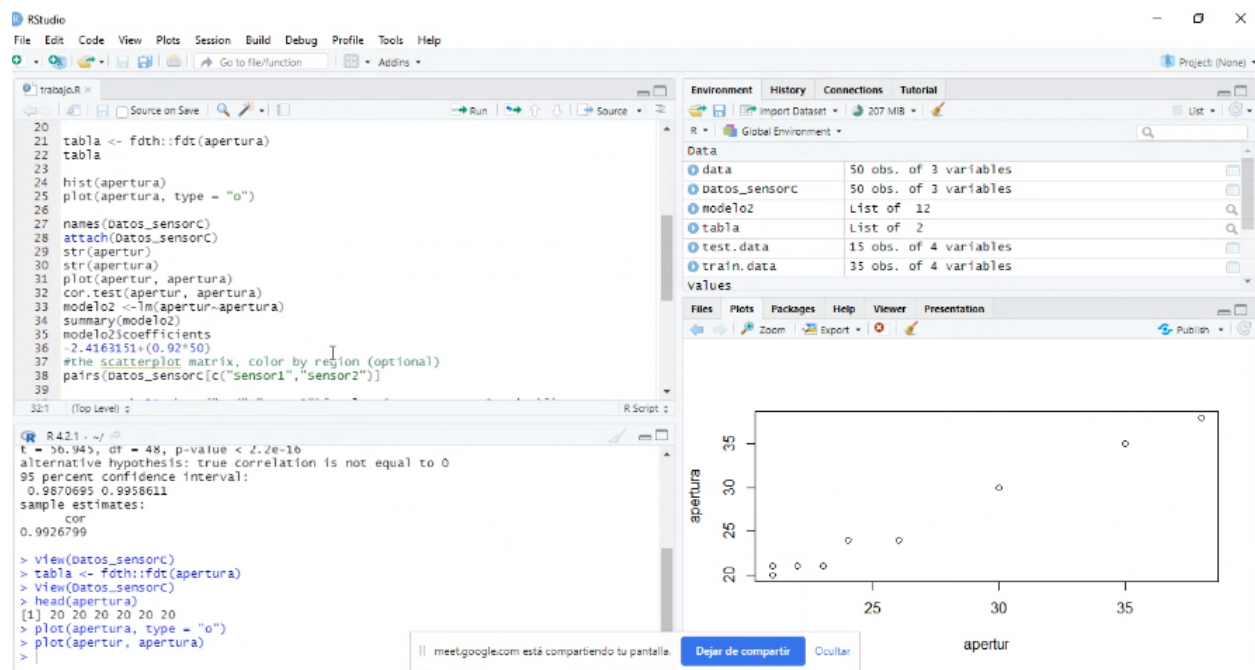 RStudio
File Edit Code View Plots Session Build Debug Profile Tools Help
Go to file/function Addins Project: (None)
trabajo.R
Source on Save Run Source
20
21 tabla <- fdth::fdt(apertura)
22 tabla
23
24 hist(apertura)
25 plot(apertura, type = "o")
26
27 names(Datos_sensorC)
28 attach(Datos_sensorC)
29 str(apertur)
30 str(apertura)
31 plot(apertur, apertura)
32 cor.test(apertur, apertura)
33 modelo2 <-lm(apertur~apertura)
34 summary(modelo2)
35 modelo2$coefficients
36 -2.4163151+(0.92*50)
37 #the scatterplot matrix, color by region (optional)
38 pairs(Datos_sensorC[c("Sensor1","Sensor2")]
39
32:1 (Top Level) R Script
R 4.2.1 · ~/
t = 56.945, df = 48, p-value < 2.2e-16
alternative hypothesis: true correlation is not equal to 0
95 percent confidence interval:
0.9870695 0.9958611
sample estimates:
cor
0.9926799
> View(Datos_sensorC)
> tabla <- fdth::fdt(apertura)
> View(Datos_sensorC)
> head(apertura)
[1] 20 20 20 20 20 20
> plot(apertura, type = "o")
> plot(apertur, apertura)
>
Environment History Connections Tutorial
Import Dataset 207 MiB List
R Global Environment
Data
data 50 obs. of 3 variables
Datos_sensorC 50 obs. of 3 variables
modelo2 List of 12
tabla List of 2
test.data 15 obs. of 4 variables
train.data 35 obs. of 4 variables
values
Files Plots Packages Help Viewer Presentation
Zoom Export Publish
apertura
35
30
25
20
25 30 35
apertur
meet.google.com está compartiendo tu pantalla. Dejar de compartir Ocultar